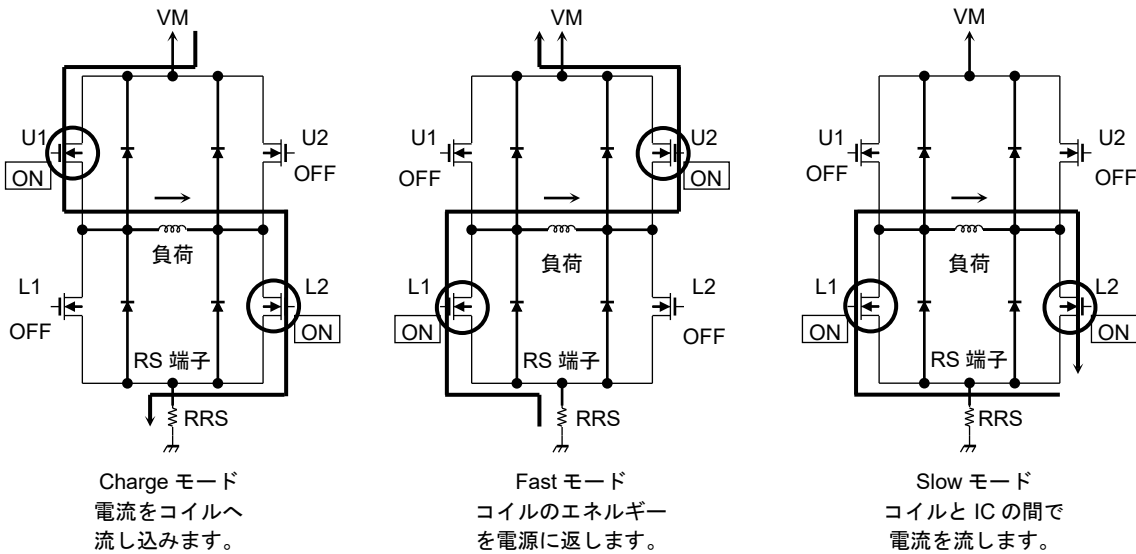 VM
U1
U2
ON
OFF
負荷
L1
L2
OFF
ON
RS 端子
RRS
Charge モード
電流をコイルへ
流し込みます。
VM
U1
U2
OFF
ON
負荷
L1
L2
ON
OFF
RS 端子
RRS
Fast モード
コイルのエネルギー
を電源に返します。
VM
U1
U2
OFF
OFF
負荷
L1
L2
ON
ON
RS 端子
RRS
Slow モード
コイルと IC の間で
電流を流します。